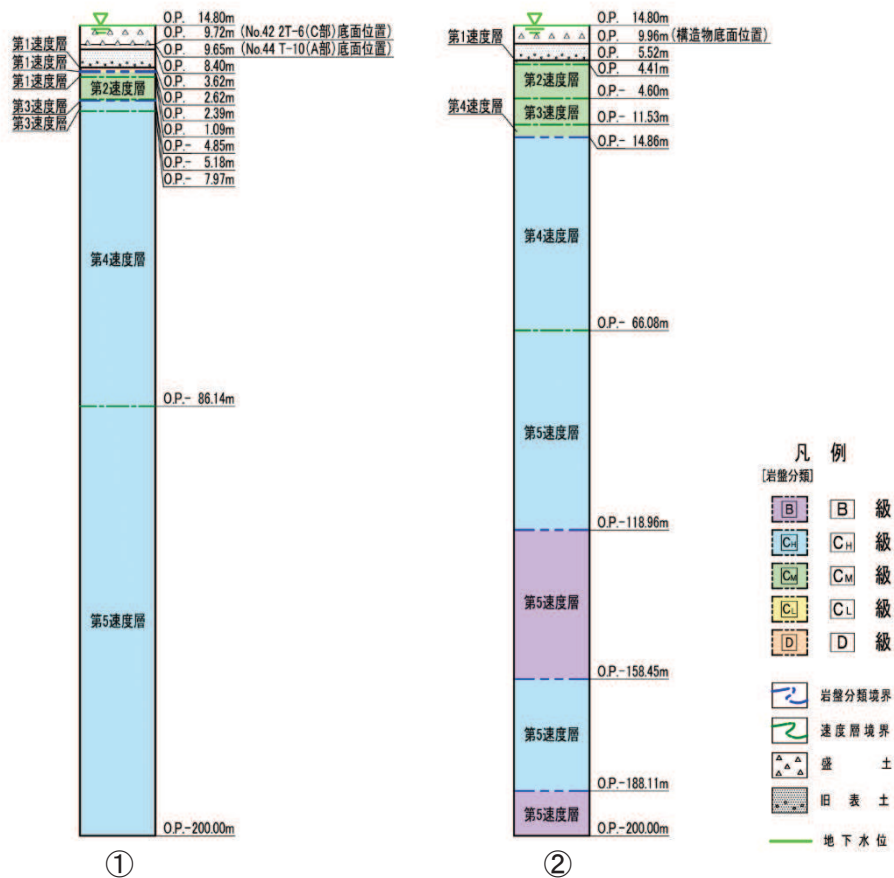 O.P. 14.80m
O.P. 9.72m (No.42 2T-6(C部)底面位置)
O.P. 9.65m (No.44 T-10(A部)底面位置)
O.P. 8.40m
O.P. 3.62m
O.P. 2.62m
O.P. 2.39m
O.P. 1.09m
O.P.- 4.85m
O.P.- 5.18m
O.P.- 7.97m
第1速度層
第1速度層
第1速度層
第2速度層
第3速度層
第3速度層
第4速度層
O.P.- 86.14m
第5速度層
O.P.-200.00m
①
O.P. 14.80m
O.P. 9.96m (構造物底面位置)
O.P. 5.52m
O.P. 4.41m
O.P.- 4.60m
O.P.- 11.53m
O.P.- 14.86m
第1速度層
第2速度層
第3速度層
第4速度層
第4速度層
O.P.- 66.08m
第5速度層
O.P.-118.96m
第5速度層
O.P.-158.45m
第5速度層
O.P.-188.11m
第5速度層
O.P.-200.00m
②
凡 例
[岩盤分類]
B B 級
CH CH 級
CM CM 級
CL CL 級
D D 級
岩盤分類境界
速度層境界
盛 土
旧 表 土
地下水位